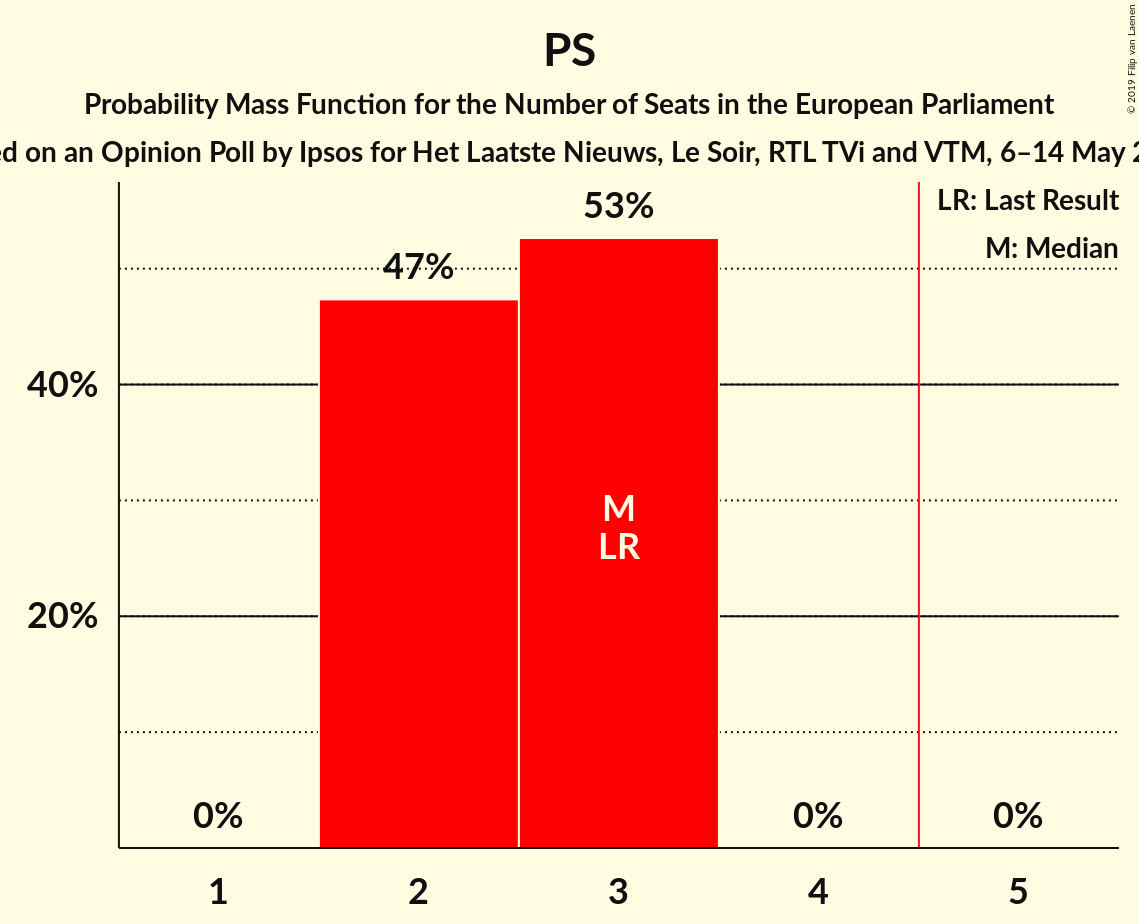 PS
Probability Mass Function for the Number of Seats in the European Parliament
on an Opinion Poll by Ipsos for Het Laatste Nieuws, Le Soir, RTL TVi and VTM, 6–14 May
© 2019 Filip van Laenen
LR: Last Result
M: Median
53%
47%
40%
20%
M
LR
0%
0%
0%
1
2
3
4
5